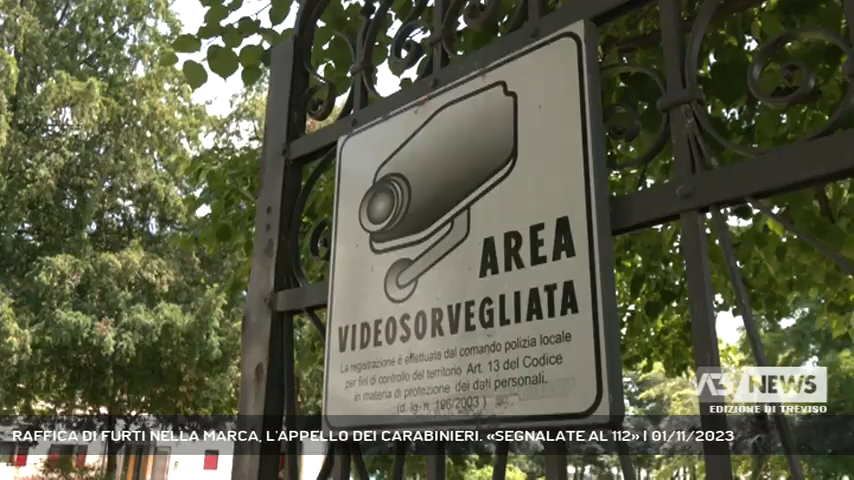 AREA
VIDEOSORVEGLIATA
La registrazione è effettuata dal comando polizia locale
per fini di controllo del territorio Art. 13 del Codice
in materia di protezione dei dati personali.
(d. lg. n. 196/2003 )
A3 NEWS
EDIZIONE DI TREVISO
RAFFICA DI FURTI NELLA MARCA, L'APPELLO DEI CARABINIERI. «SEGNALATE AL 112» | 01/11/2023